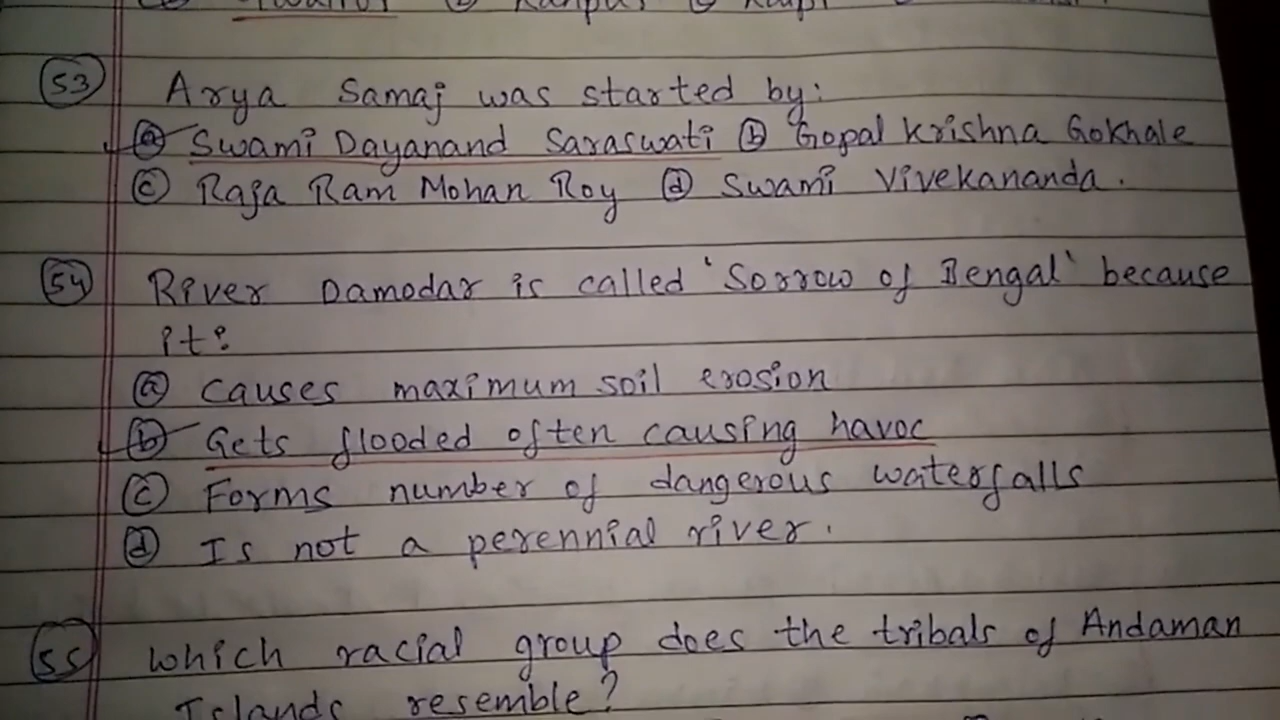 ⓑ Kanpur ⓒ
53 Arya Samaj was started by:
ⓐ Swami Dayanand Saraswati ⓑ Gopal Krishna Gokhale
ⓒ Raja Ram Mohan Roy ⓓ Swami Vivekananda.
54 River Damodar is called 'Sorrow of Bengal' because
it:
ⓐ causes maximum soil erosion
ⓑ Gets flooded often causing havoc
ⓒ Forms number of dangerous waterfalls
ⓓ Is not a perennial river.
55 which racial group does the tribals of Andaman
Islands resemble?